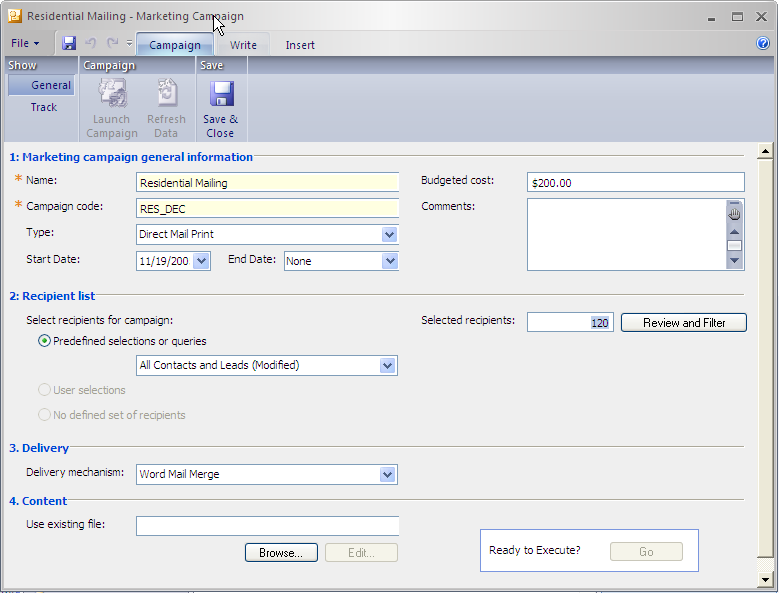 Residential Mailing - Marketing Campaign
File Campaign Write Insert
Show Campaign Save
General
Track
Launch Campaign
Refresh Data
Save & Close
1: Marketing campaign general information
* Name: Residential Mailing Budgeted cost: $200.00
* Campaign code: RES_DEC Comments:
Type: Direct Mail Print
Start Date: 11/19/200 End Date: None
2: Recipient list
Select recipients for campaign: Selected recipients: 120 Review and Filter
Predefined selections or queries
All Contacts and Leads (Modified)
User selections
No defined set of recipients
3. Delivery
Delivery mechanism: Word Mail Merge
4. Content
Use existing file:
Browse... Edit...
Ready to Execute? Go